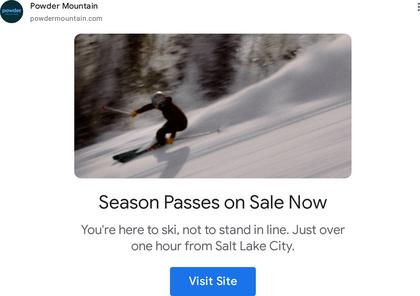 powder
Powder Mountain
powdermountain.com
Season Passes on Sale Now
You're here to ski, not to stand in line. Just over
one hour from Salt Lake City.
Visit Site